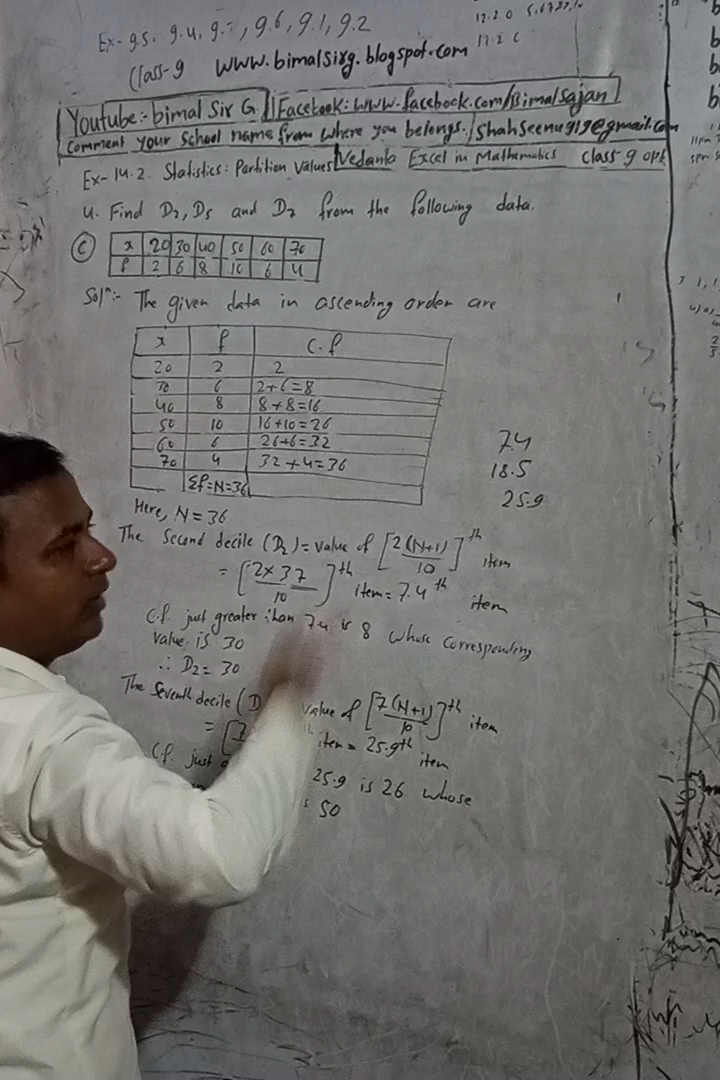 Ex- 9.5, 9.4, 9.6, 9.1, 9.2
17.2 0
17.2 c
Class-9 www.bimalsirg.blogspot.com
Youtube:- bimal Sir G || Facebook: www.facebook.com/Bimalsajan
Comment your School name from where you belongs. / shahseenu919@gmail.com
Ex- 14.2. Statistics: Partition Values Vedanta Excel in Mathematics class-9 opt
4. Find D2, D5 and D7 from the following data.
(c) x 20 30 40 50 60 70
f 2 6 8 10 6 4
Solⁿ:- The given data in ascending order are
x f c.f
20 2 2
30 6 2+6=8
40 8 8+8=16
50 10 16+10=26
60 6 26+6=32
70 4 32+4=36
Σf=N=36
7.4
18.5
25.9
Here, N = 36
The Second decile (D2) = value of [2(N+1)/10]th item
= [2×37/10]th item = 7.4th item
C.f. just greater than 7.4 is 8 whose corresponding
value is 30
∴ D2 = 30
The Seventh decile (D value of [7(N+1)/10]th item
= [7 item = 25.9th item
C.f. just 25.9 is 26 whose
50